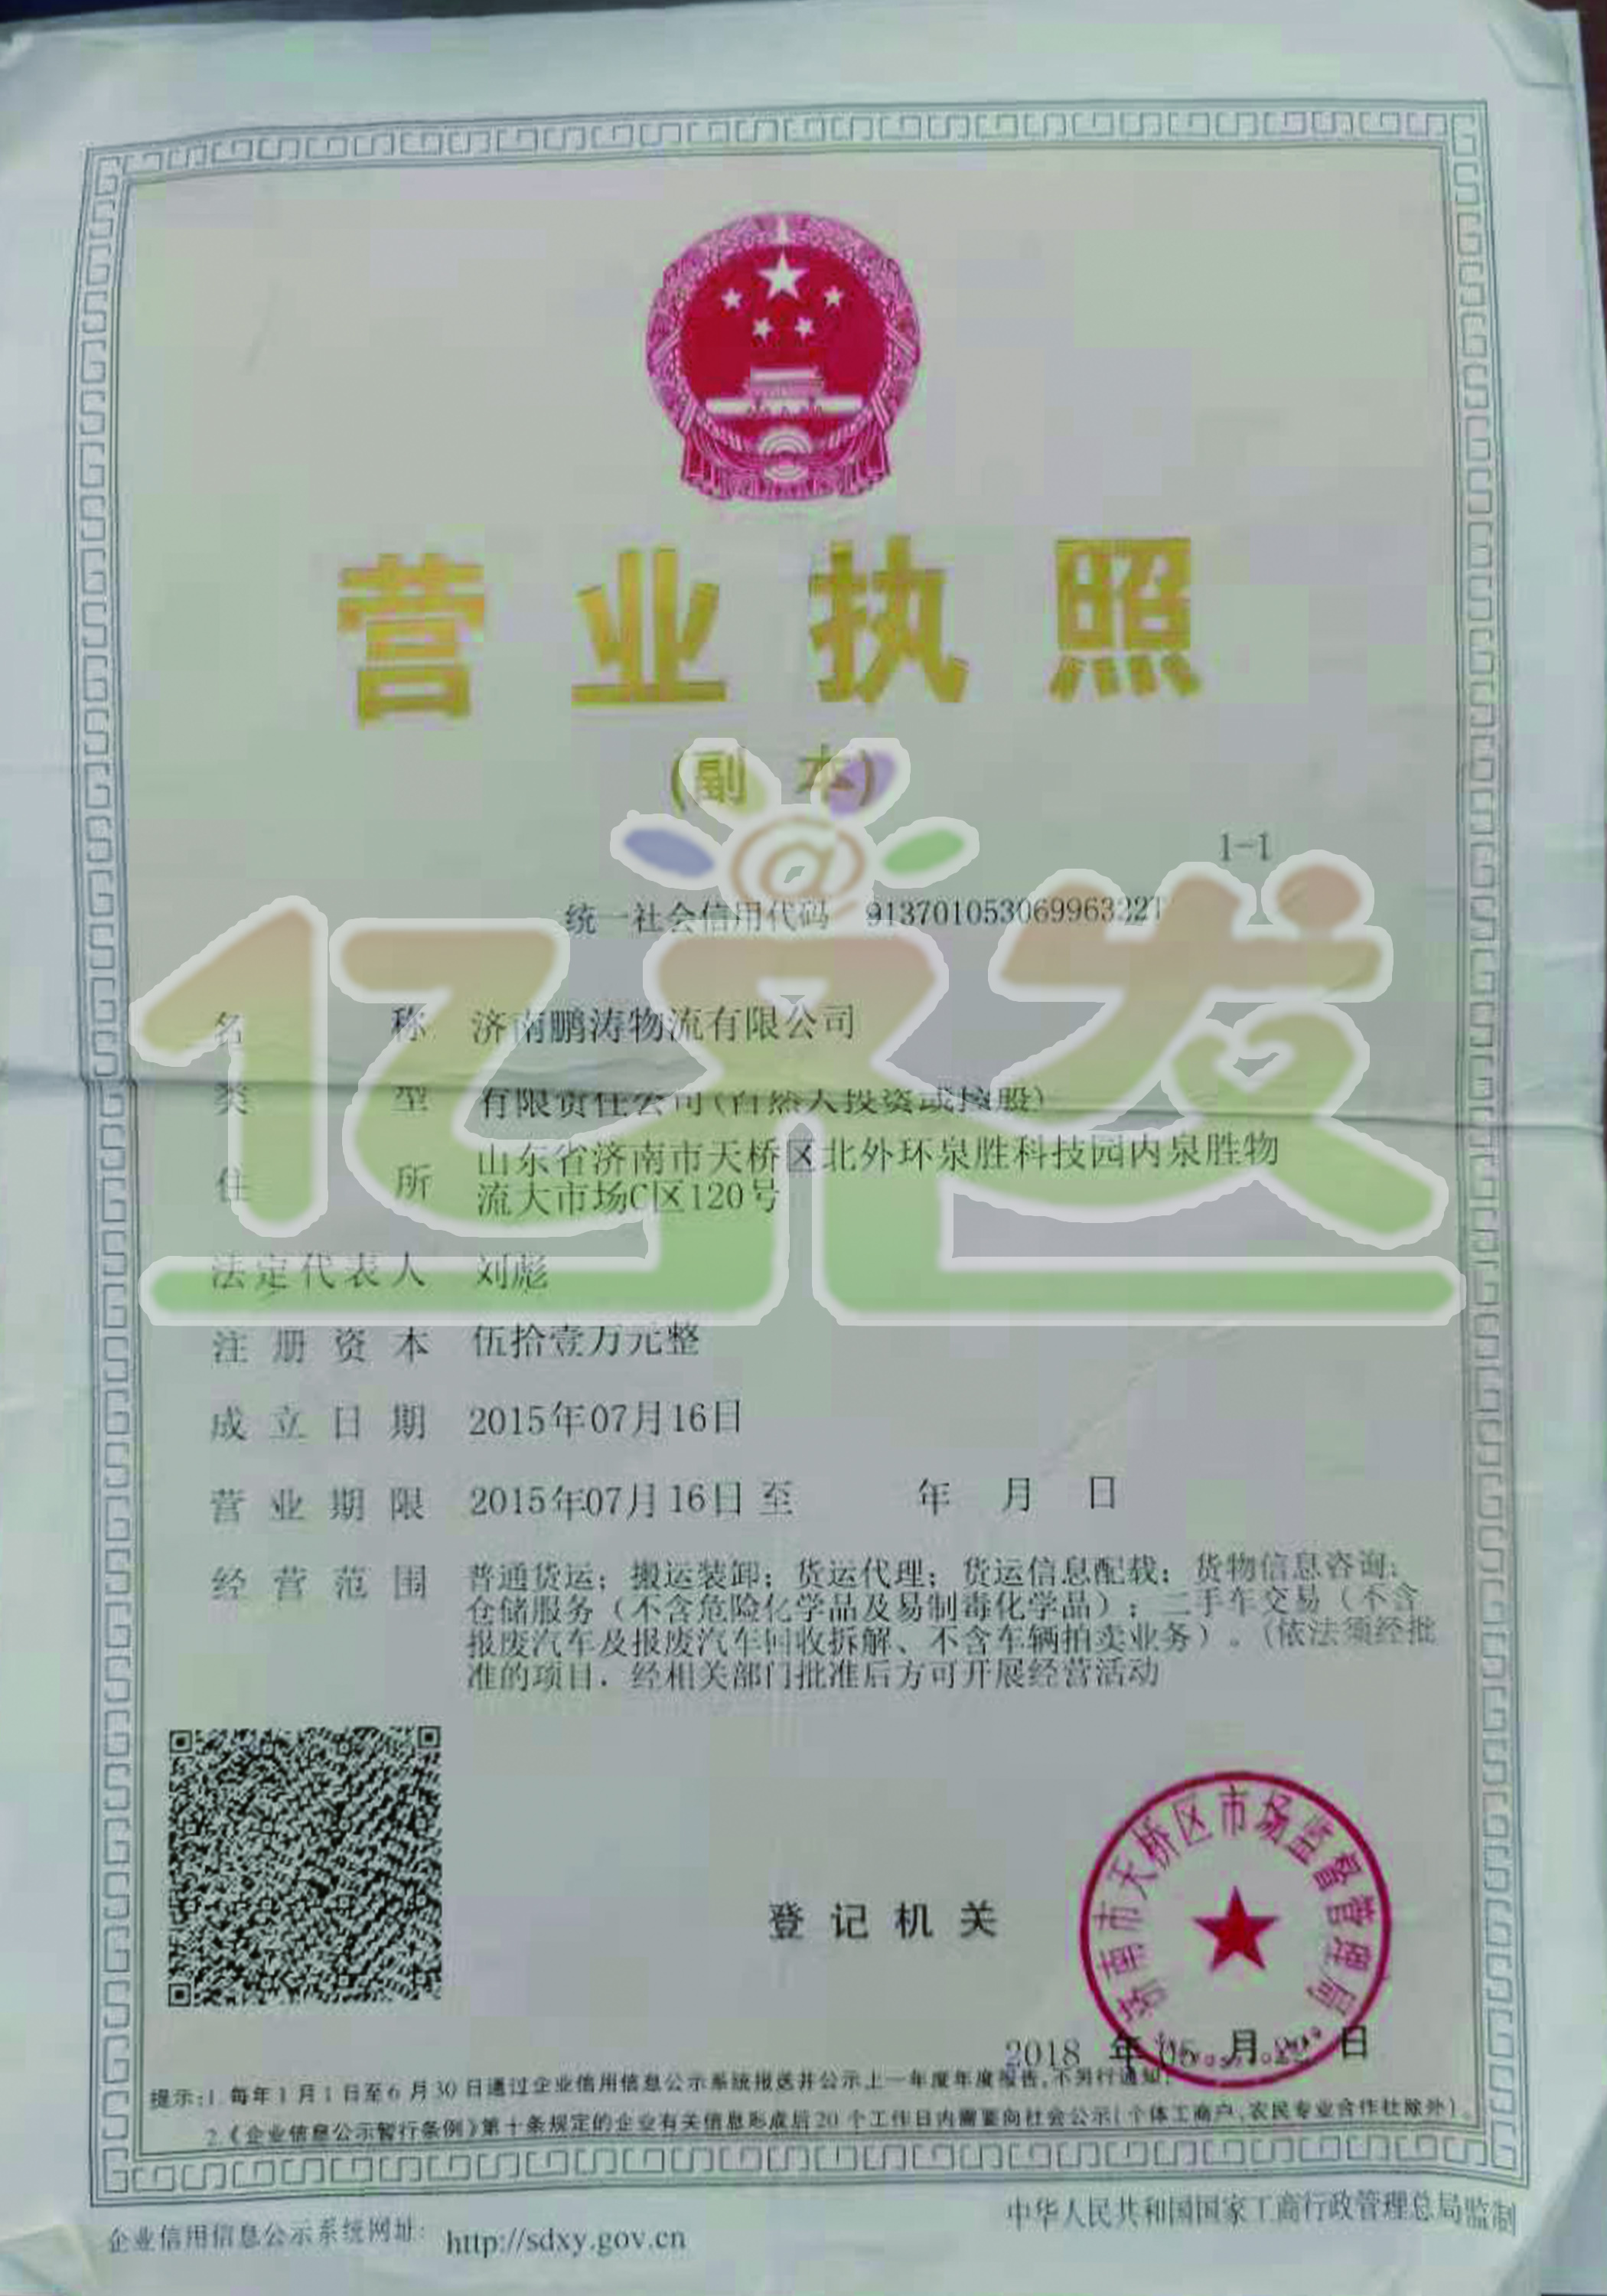 营业执照
(副本)
1-1
统一社会信用代码 91370105306996322T
名称 济南鹏涛物流有限公司
类型 有限责任公司(自然人投资或控股)
住所 山东省济南市天桥区北外环泉胜科技园内泉胜物
流大市场C区120号
法定代表人 刘彪
注册资本 伍拾壹万元整
成立日期 2015年07月16日
营业期限 2015年07月16日至 年 月 日
经营范围 普通货运；搬运装卸；货运代理；货运信息配载；货物信息咨询；
仓储服务（不含危险化学品及易制毒化学品）；二手车交易（不含
报废汽车及报废汽车回收拆解、不含车辆拍卖业务）。(依法须经批
准的项目，经相关部门批准后方可开展经营活动
亿企发
济南市天桥区市场监督管理局
登记机关
2018 年 05 月 日
提示:1.每年1月1日至6月30日通过企业信用信息公示系统报送并公示上一年度年度报告,不另行通知;
2.《企业信息公示暂行条例》第十条规定的企业有关信息形成后20个工作日内需要向社会公示(个体工商户、农民专业合作社除外)。
企业信用信息公示系统网址: http://sdxy.gov.cn
中华人民共和国国家工商行政管理总局监制